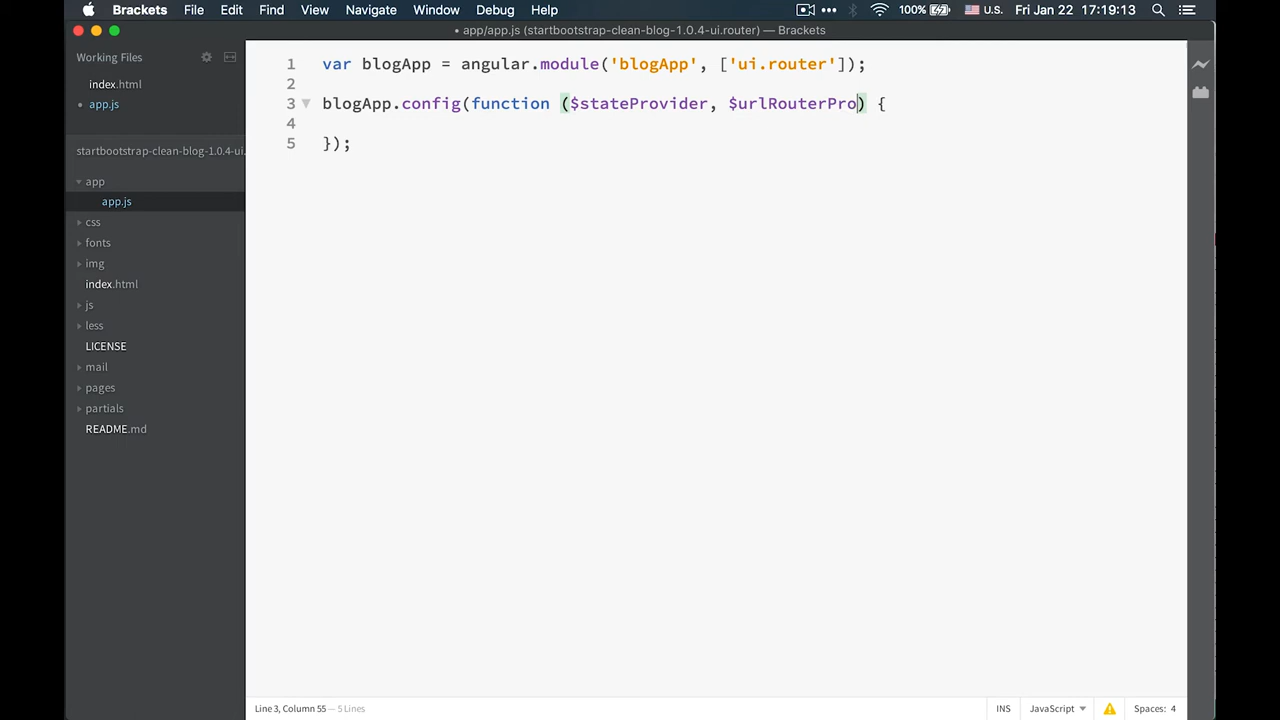 Brackets File Edit Find View Navigate Window Debug Help 100% U.S. Fri Jan 22 17:19:13
• app/app.js (startbootstrap-clean-blog-1.0.4-ui.router) — Brackets
Working Files
index.html
• app.js
startbootstrap-clean-blog-1.0.4-ui.
app
app.js
css
fonts
img
index.html
js
less
LICENSE
mail
pages
partials
README.md
1 var blogApp = angular.module('blogApp', ['ui.router']);
2
3 blogApp.config(function ($stateProvider, $urlRouterPro) {
4
5 });
Line 3, Column 55 — 5 Lines INS JavaScript Spaces: 4